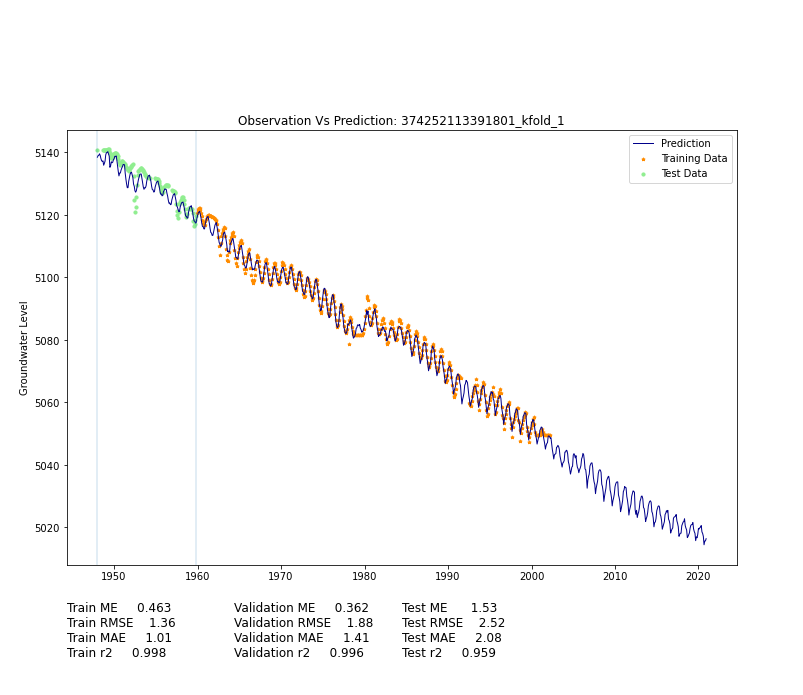 Observation Vs Prediction: 374252113391801_kfold_1
Prediction
Training Data
Test Data
Groundwater Level
5140
5120
5100
5080
5060
5040
5020
1950 1960 1970 1980 1990 2000 2010 2020
Train ME 0.463 Validation ME 0.362 Test ME 1.53
Train RMSE 1.36 Validation RMSE 1.88 Test RMSE 2.52
Train MAE 1.01 Validation MAE 1.41 Test MAE 2.08
Train r2 0.998 Validation r2 0.996 Test r2 0.959